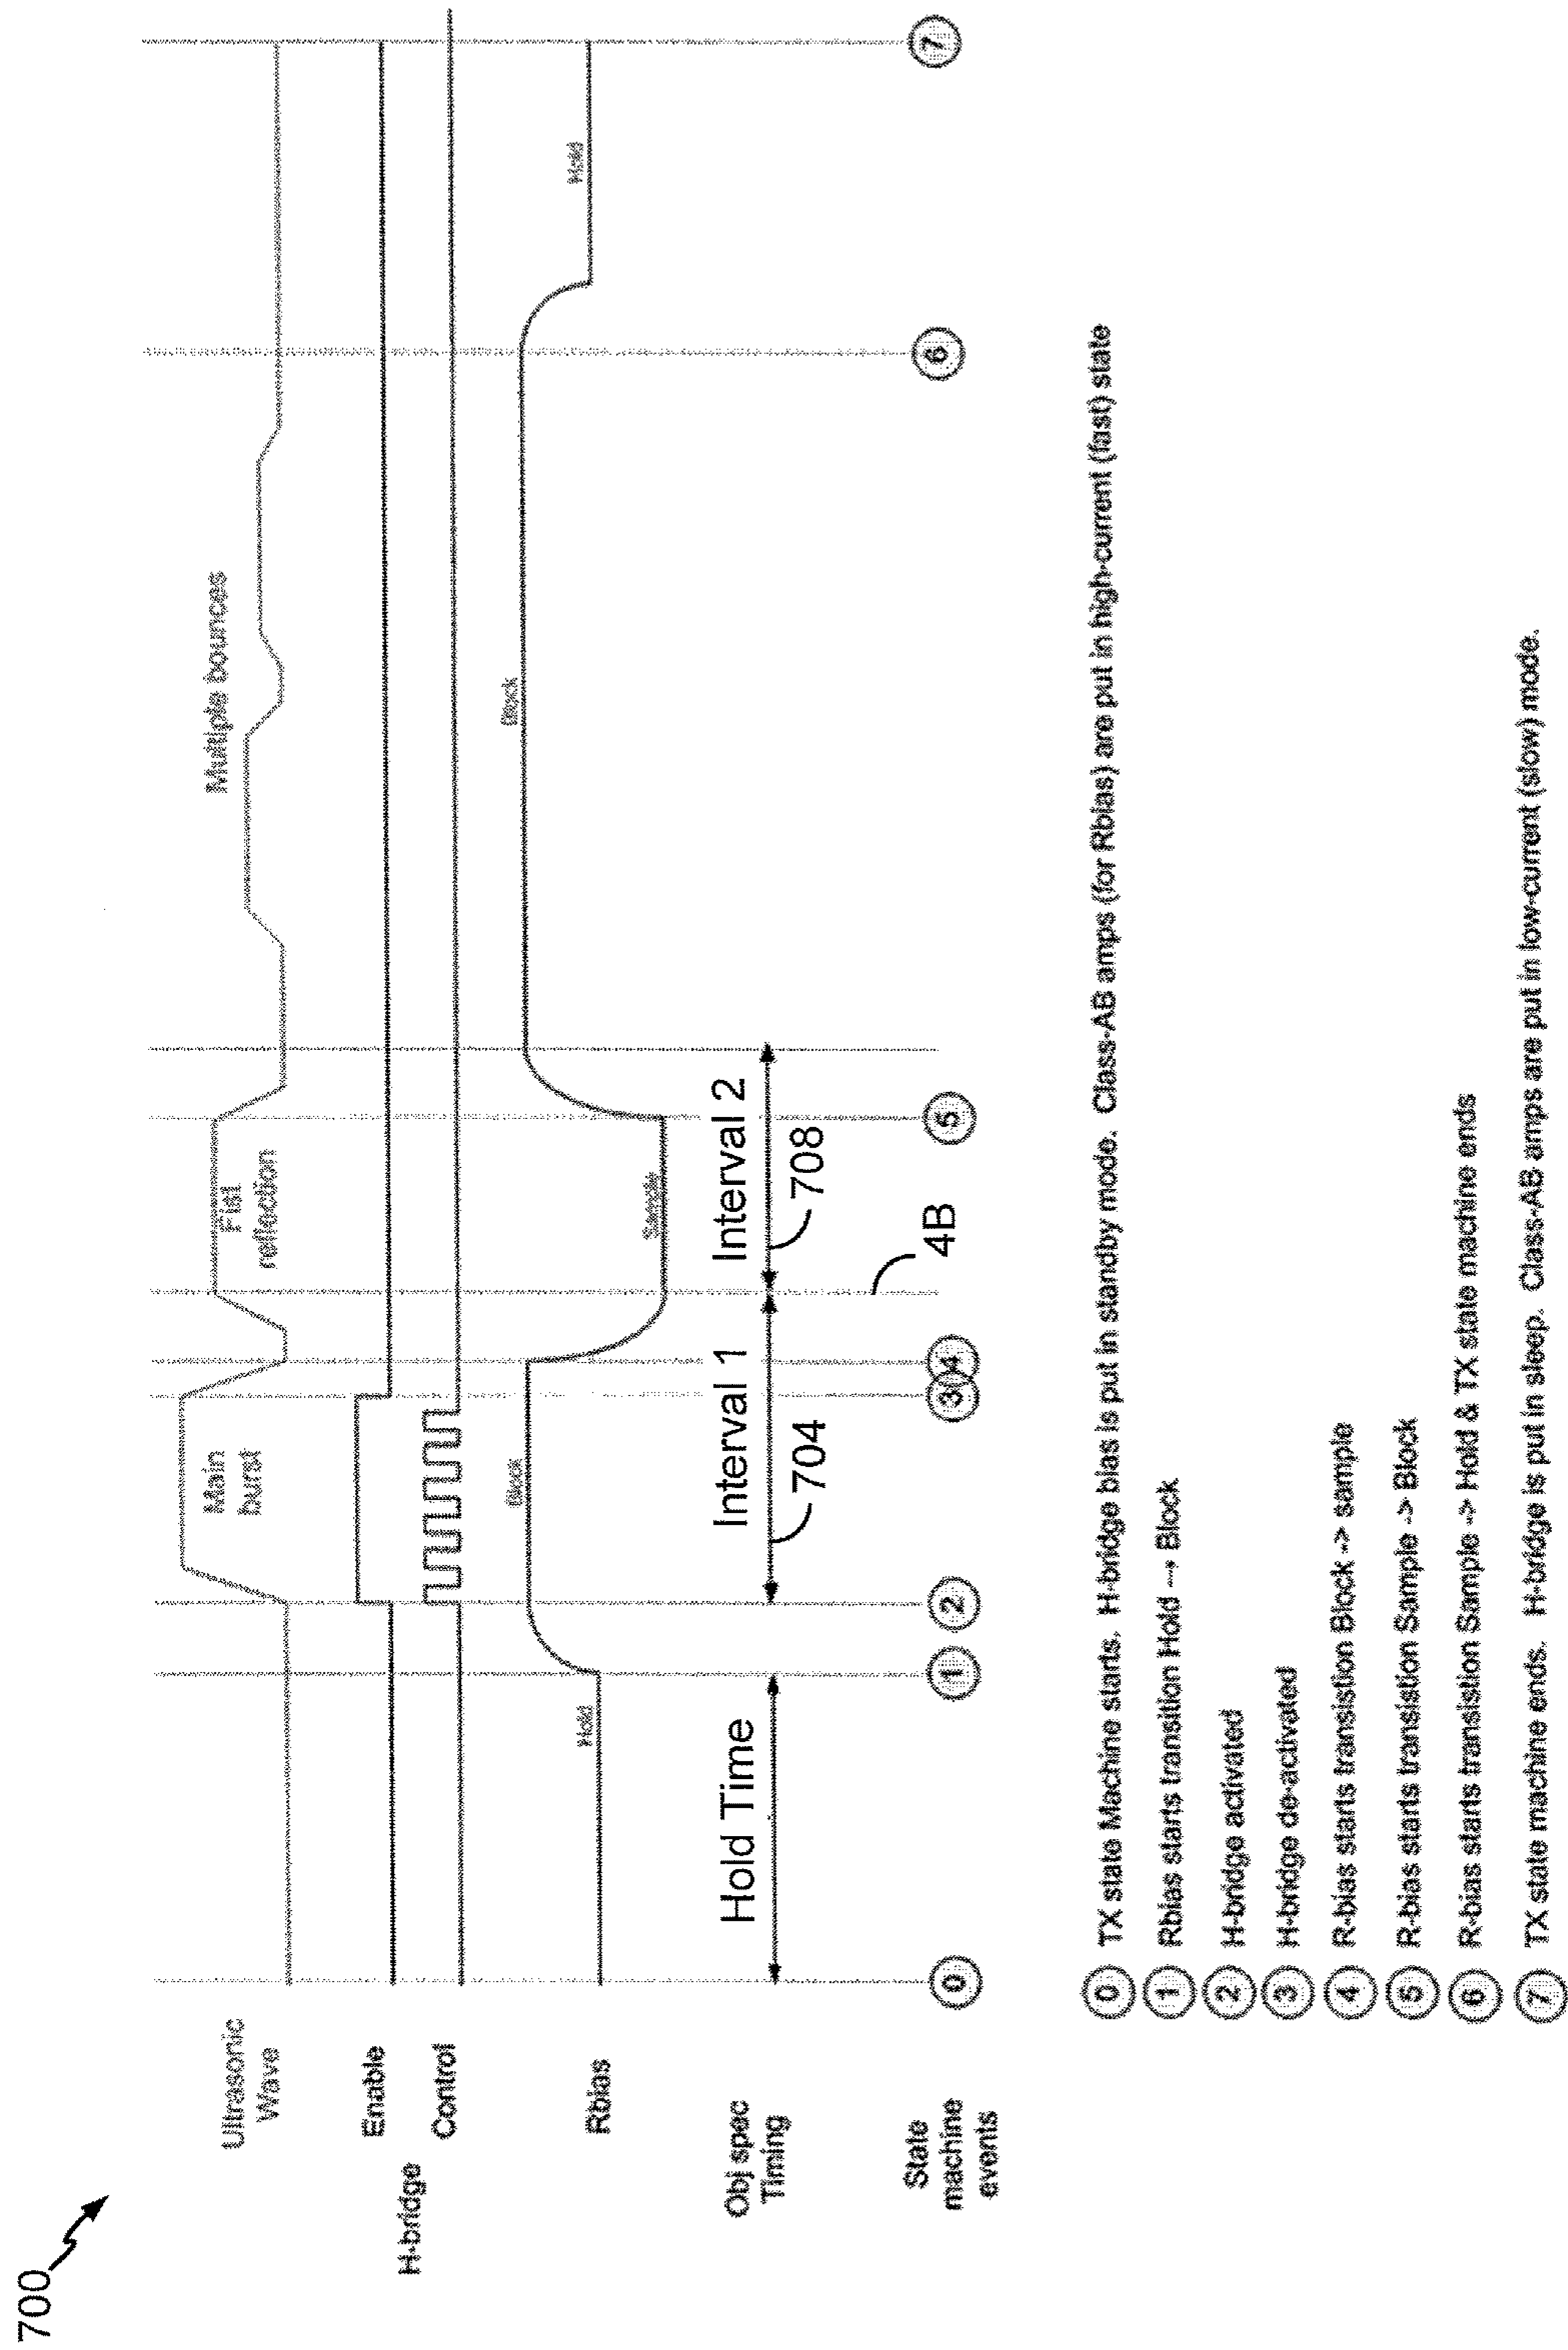 700
Ultrasonic
Wave
Main
burst
Fist
reflection
Multiple bounces
H-bridge
Enable
Control
Rbias
Hold
Block
Sample
Block
Hold
Obj spec
Timing
Hold Time
Interval 1
704
Interval 2
708
4B
State
machine
events
0
1
2
3
4
5
6
7
0 TX state Machine starts. H-bridge bias is put in standby mode. Class-AB amps (for Rbias) are put in high-current (fast) state
1 Rbias starts transition Hold --> Block
2 H-bridge activated
3 H-bridge de-activated
4 R-bias starts transistion Block -> sample
5 R-bias starts transistion Sample -> Block
6 R-bias starts transistion Sample -> Hold & TX state machine ends
7 TX state machine ends. H-bridge is put in sleep. Class-AB amps are put in low-current (slow) mode.